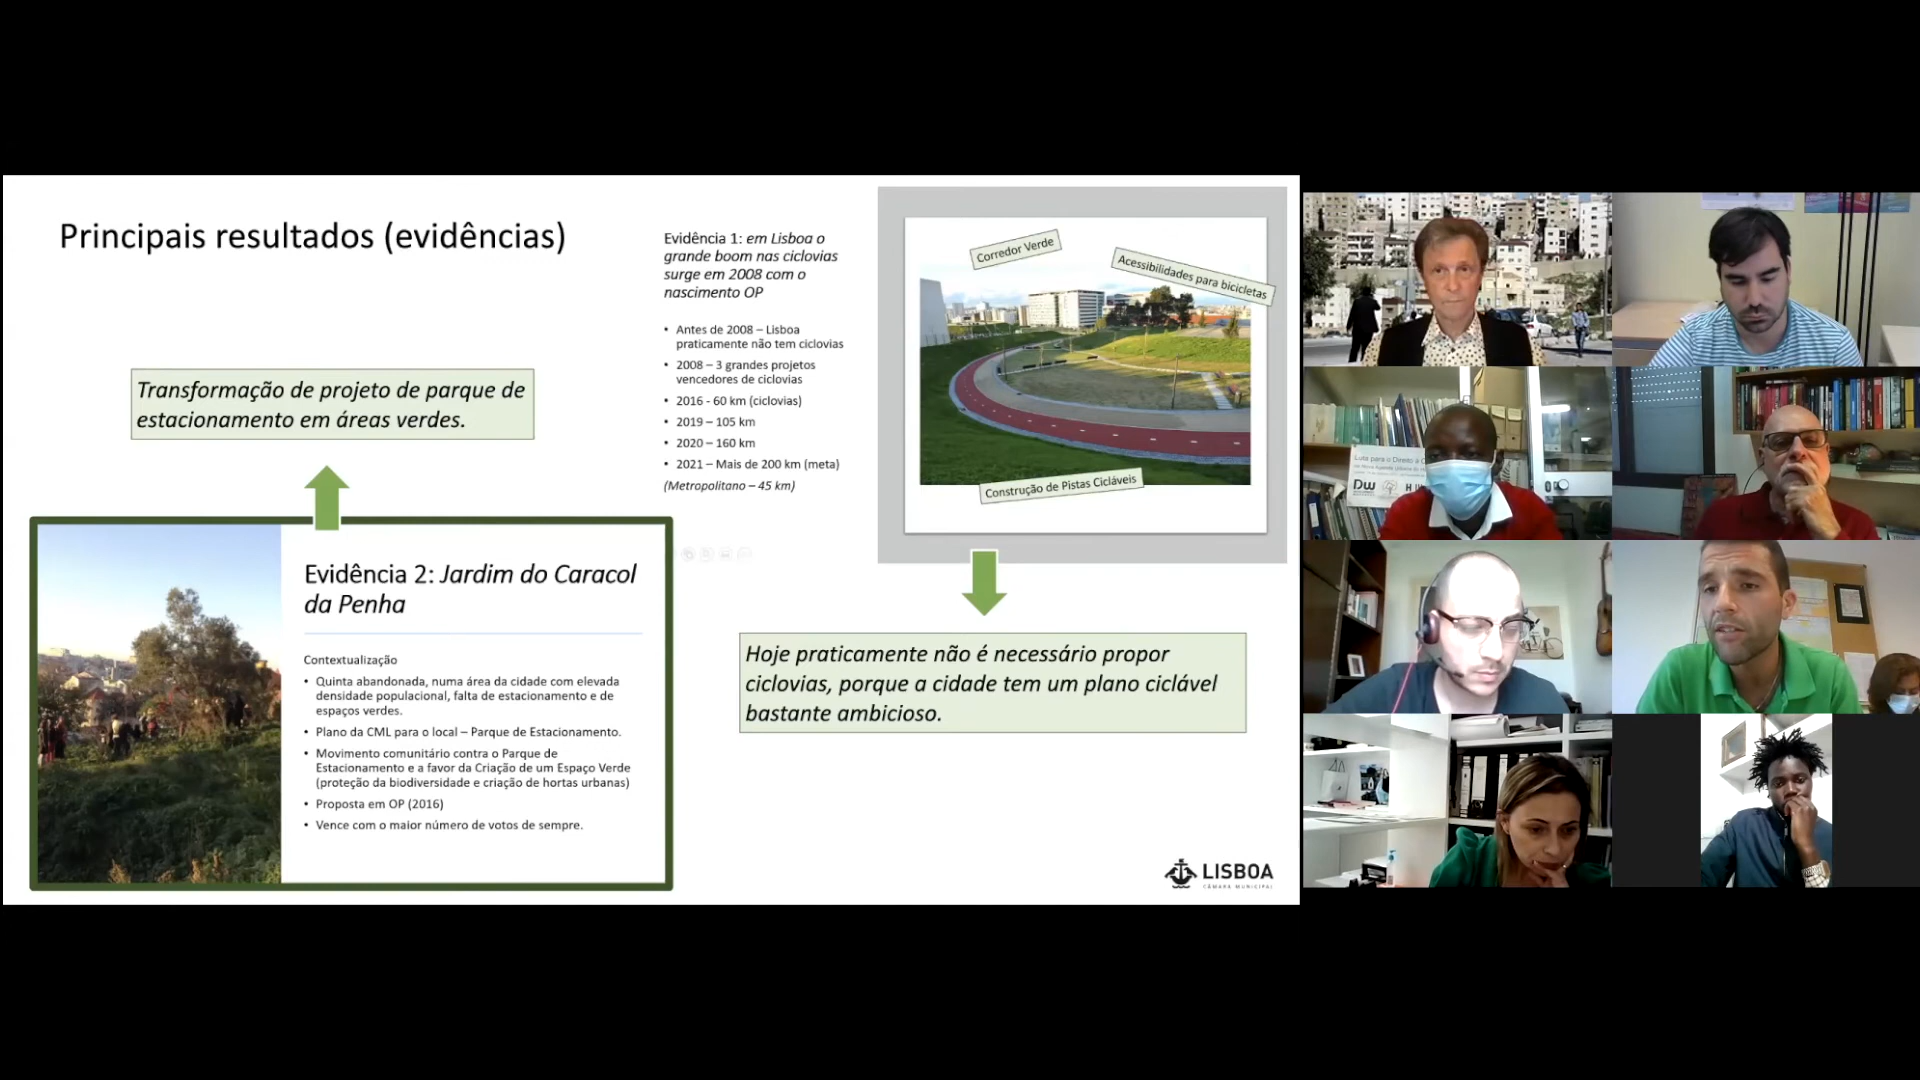 Principais resultados (evidências)
Transformação de projeto de parque de
estacionamento em áreas verdes.
Evidência 2: Jardim do Caracol
da Penha
Contextualização
• Quinta abandonada, numa área da cidade com elevada
densidade populacional, falta de estacionamento e de
espaços verdes.
• Plano da CML para o local – Parque de Estacionamento.
• Movimento comunitário contra o Parque de
Estacionamento e a favor da Criação de um Espaço Verde
(proteção da biodiversidade e criação de hortas urbanas)
• Proposta em OP (2016)
• Vence com o maior número de votos de sempre.
Evidência 1: em Lisboa o
grande boom nas ciclovias
surge em 2008 com o
nascimento OP
• Antes de 2008 – Lisboa
praticamente não tem ciclovias
• 2008 – 3 grandes projetos
vencedores de ciclovias
• 2016 - 60 km (ciclovias)
• 2019 – 105 km
• 2020 – 160 km
• 2021 – Mais de 200 km (meta)
(Metropolitano – 45 km)
Corredor Verde
Acessibilidades para bicicletas
Construção de Pistas Cicláveis
Hoje praticamente não é necessário propor
ciclovias, porque a cidade tem um plano ciclável
bastante ambicioso.
LISBOA
CÂMARA MUNICIPAL
Luta para o Direito à
DW